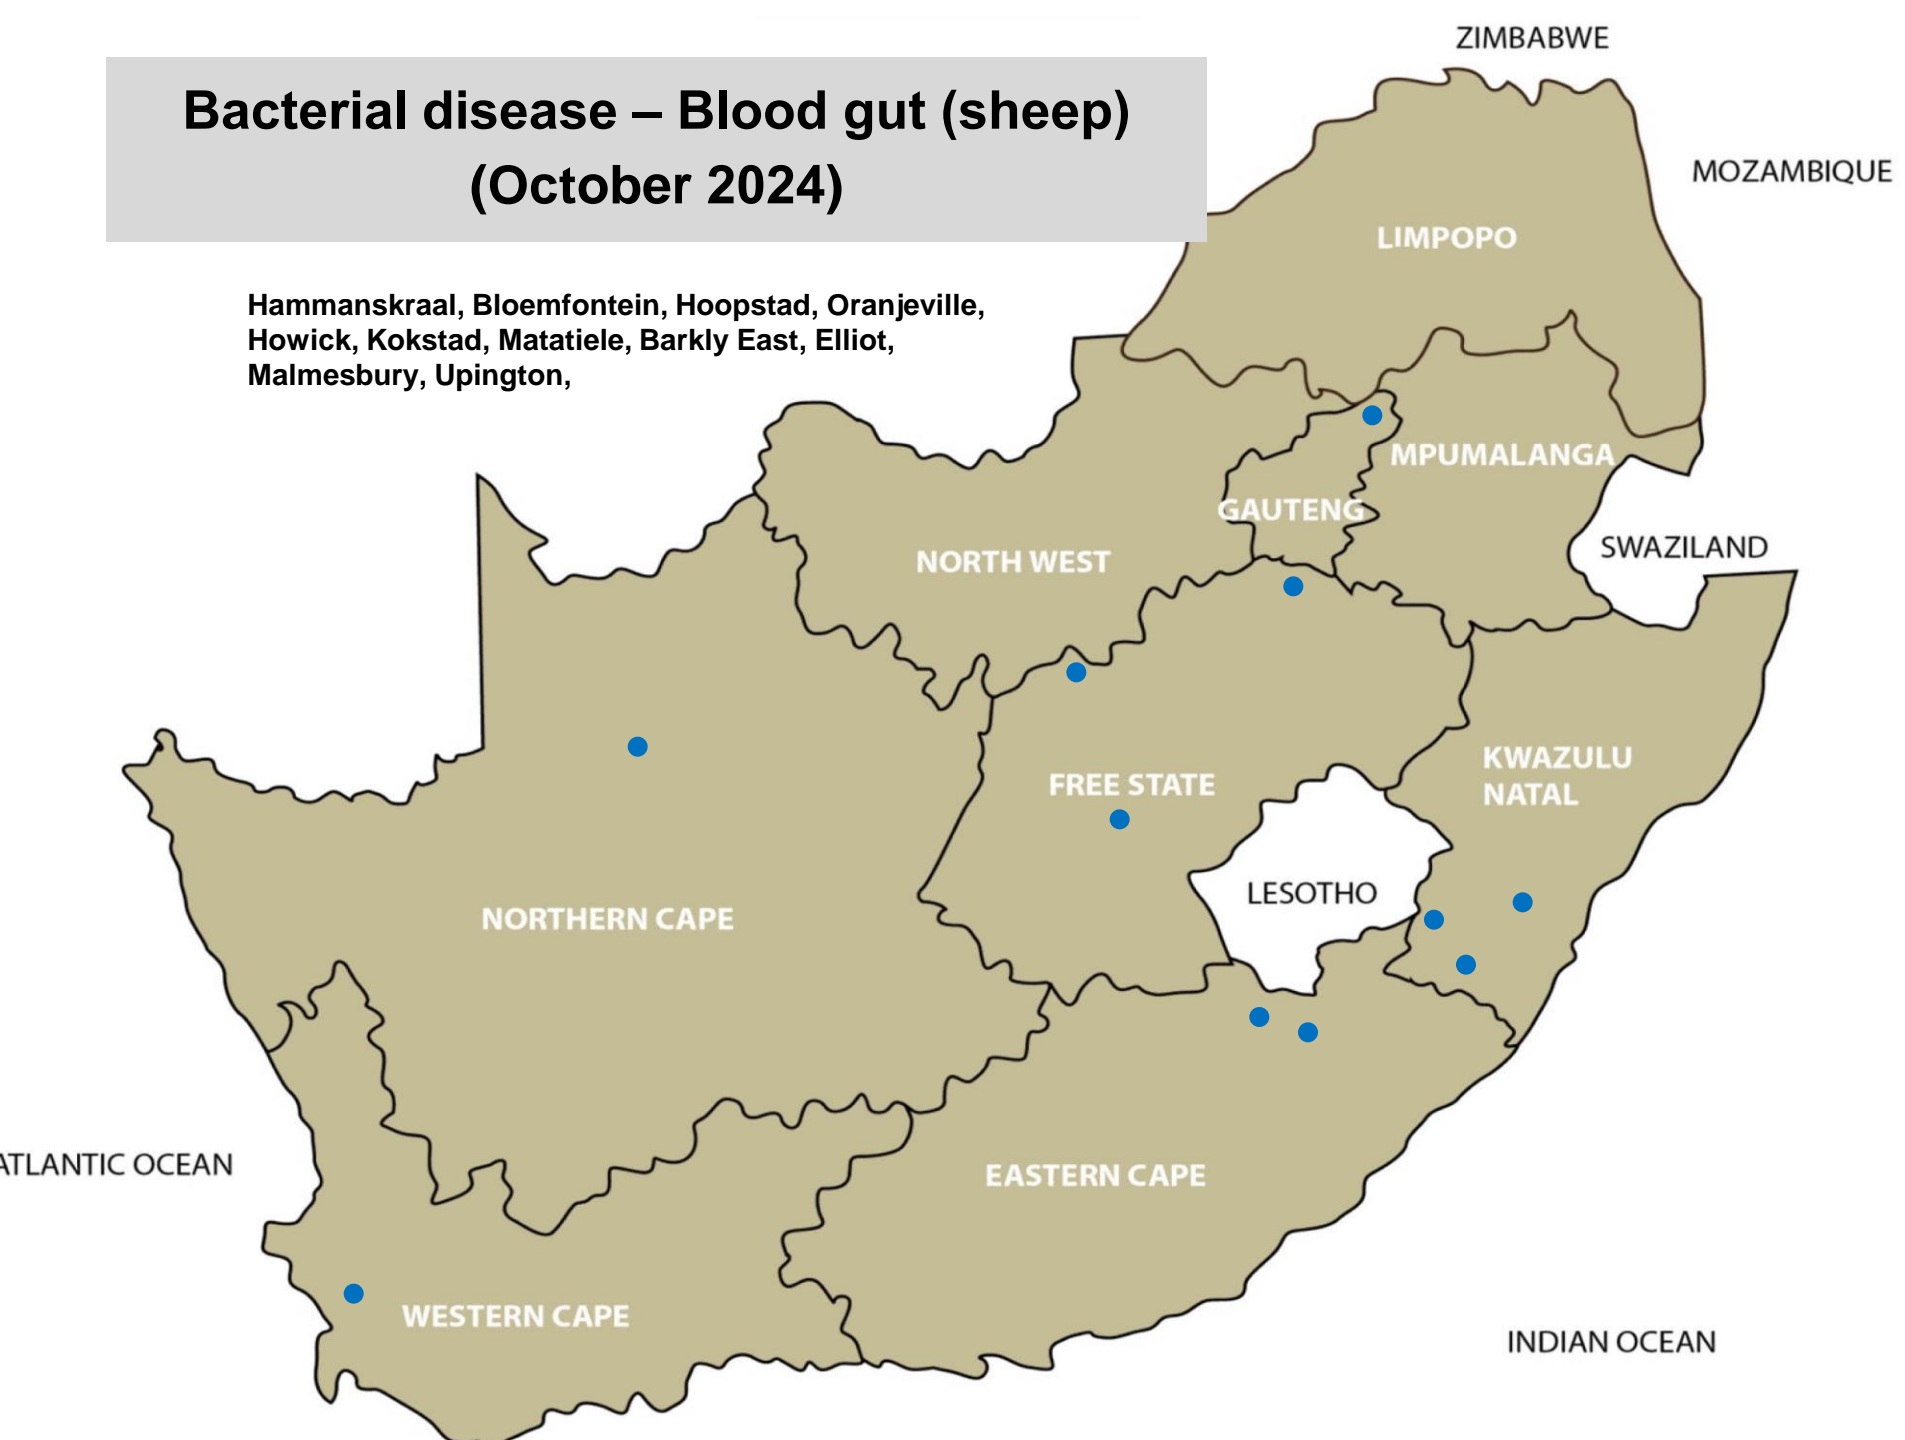 Bacterial disease – Blood gut (sheep)
(October 2024)
Hammanskraal, Bloemfontein, Hoopstad, Oranjeville,
Howick, Kokstad, Matatiele, Barkly East, Elliot,
Malmesbury, Upington,
ZIMBABWE
MOZAMBIQUE
LIMPOPO
MPUMALANGA
GAUTENG
SWAZILAND
NORTH WEST
KWAZULU
NATAL
FREE STATE
LESOTHO
NORTHERN CAPE
ATLANTIC OCEAN
EASTERN CAPE
WESTERN CAPE
INDIAN OCEAN